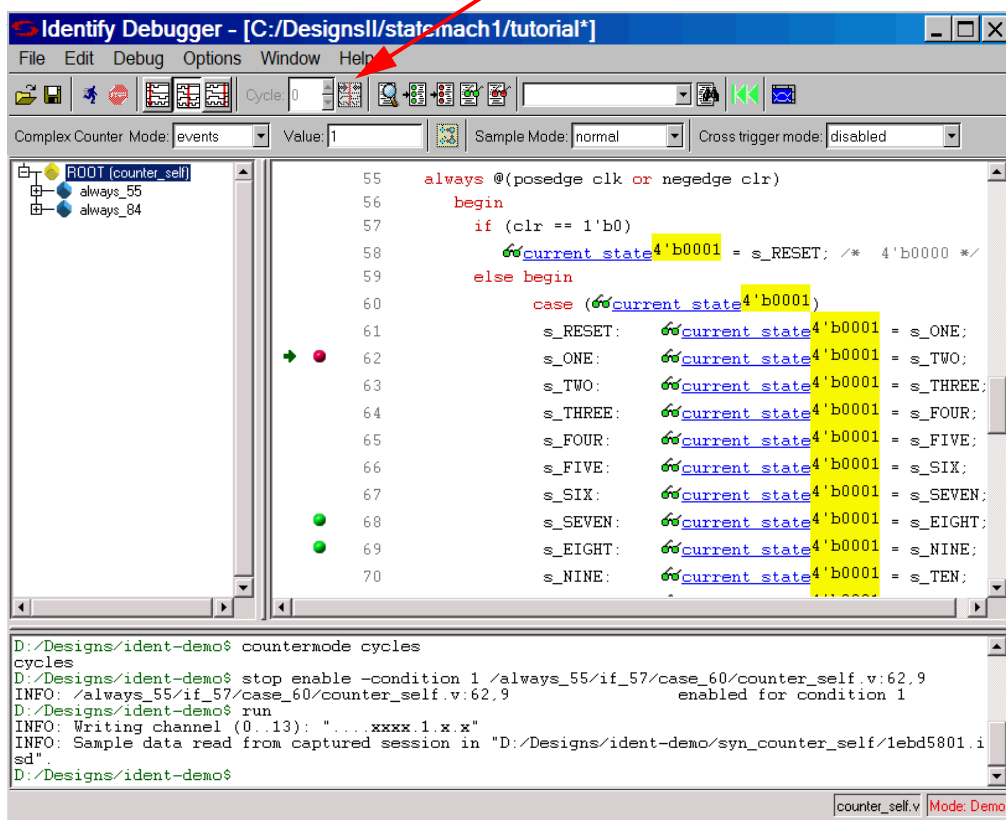 Identify Debugger - [C:/DesignsII/statemach1/tutorial*]
File Edit Debug Options Window Help
Cycle: 0
Complex Counter Mode: events Value: 1 Sample Mode: normal Cross trigger mode: disabled
ROOT (counter_self)
always_55
always_84
55 always @(posedge clk or negedge clr)
56 begin
57 if (clr == 1'b0)
58 current_state 4'b0001 = s_RESET; /* 4'b0000 */
59 else begin
60 case (current_state 4'b0001)
61 s_RESET: current_state 4'b0001 = s_ONE;
62 s_ONE: current_state 4'b0001 = s_TWO;
63 s_TWO: current_state 4'b0001 = s_THREE;
64 s_THREE: current_state 4'b0001 = s_FOUR;
65 s_FOUR: current_state 4'b0001 = s_FIVE;
66 s_FIVE: current_state 4'b0001 = s_SIX;
67 s_SIX: current_state 4'b0001 = s_SEVEN;
68 s_SEVEN: current_state 4'b0001 = s_EIGHT;
69 s_EIGHT: current_state 4'b0001 = s_NINE;
70 s_NINE: current_state 4'b0001 = s_TEN;
D:/Designs/ident-demo$ countermode cycles
cycles
D:/Designs/ident-demo$ stop enable -condition 1 /always_55/if_57/case_60/counter_self.v:62,9
INFO: /always_55/if_57/case_60/counter_self.v:62,9 enabled for condition 1
D:/Designs/ident-demo$ run
INFO: Writing channel (0..13): "....xxxx.1.x.x"
INFO: Sample data read from captured session in "D:/Designs/ident-demo/syn_counter_self/1ebd5801.i
sd".
D:/Designs/ident-demo$
counter_self.v Mode: Demo